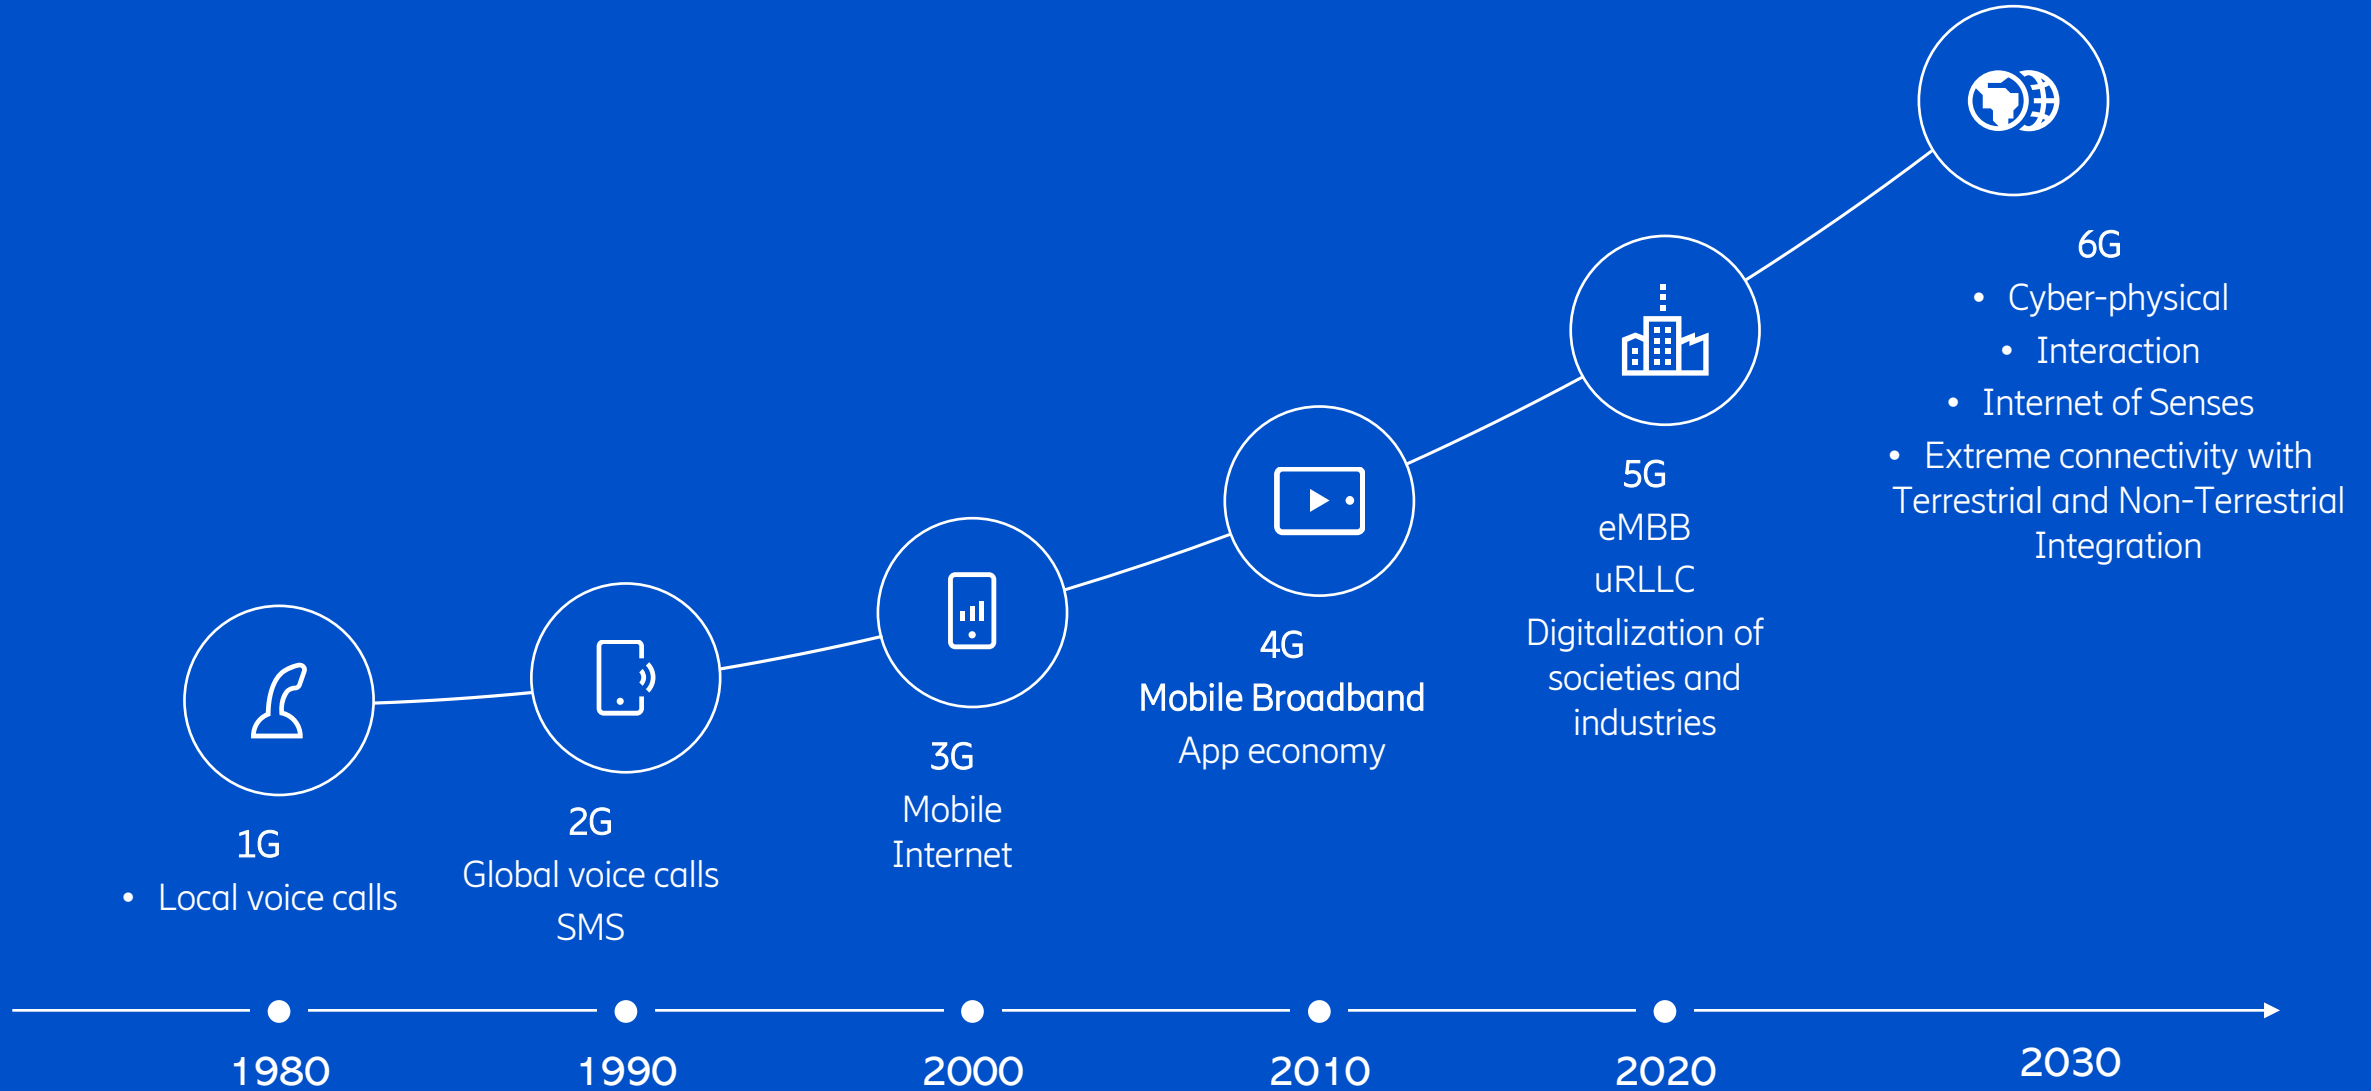 1G
• Local voice calls
2G
Global voice calls
SMS
3G
Mobile
Internet
4G
Mobile Broadband
App economy
5G
eMBB
uRLLC
Digitalization of
societies and
industries
6G
• Cyber-physical
• Interaction
• Internet of Senses
• Extreme connectivity with
Terrestrial and Non-Terrestrial
Integration
1980
1990
2000
2010
2020
2030